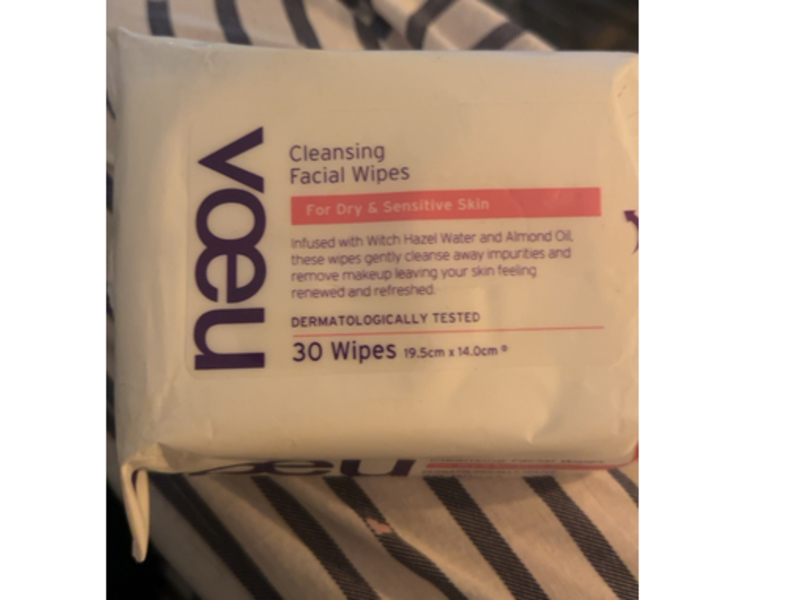 vœu
Cleansing
Facial Wipes
For Dry & Sensitive Skin
Infused with Witch Hazel Water and Almond Oil,
these wipes gently cleanse away impurities and
remove makeup leaving your skin feeling
renewed and refreshed.
DERMATOLOGICALLY TESTED
30 Wipes 19.5cm x 14.0cm ℮
vœu